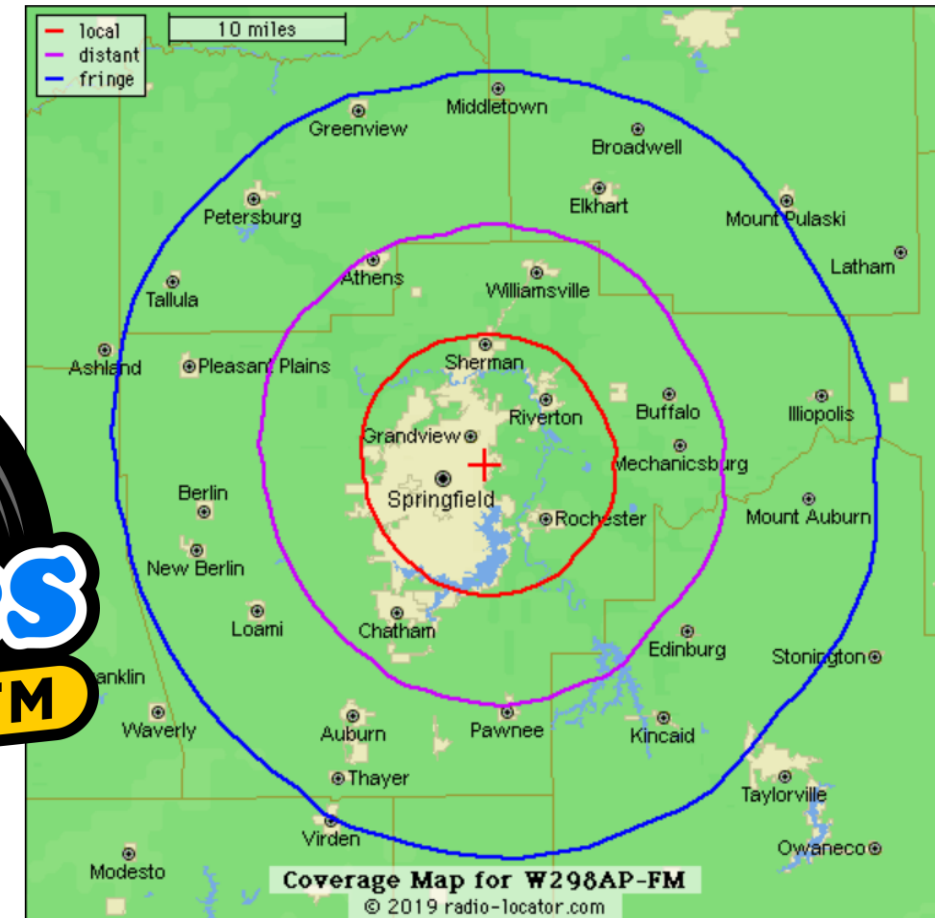 local
10 miles
distant
fringe
Middletown
Greenview
Broadwell
Elkhart
Petersburg
Mount Pulaski
Latham
Athens
Williamsville
Tallula
Sherman
Ashland
Pleasant Plains
Riverton
Buffalo
Illiopolis
Grandview
Mechanicsburg
Springfield
Berlin
Rochester
Mount Auburn
New Berlin
Loami
Chatham
Edinburg
Stonington
anklin
Waverly
Auburn
Pawnee
Kincaid
Thayer
Taylorville
Virden
Owaneco
Modesto
Coverage Map for W298AP-FM
© 2019 radio-locator.com
S
M